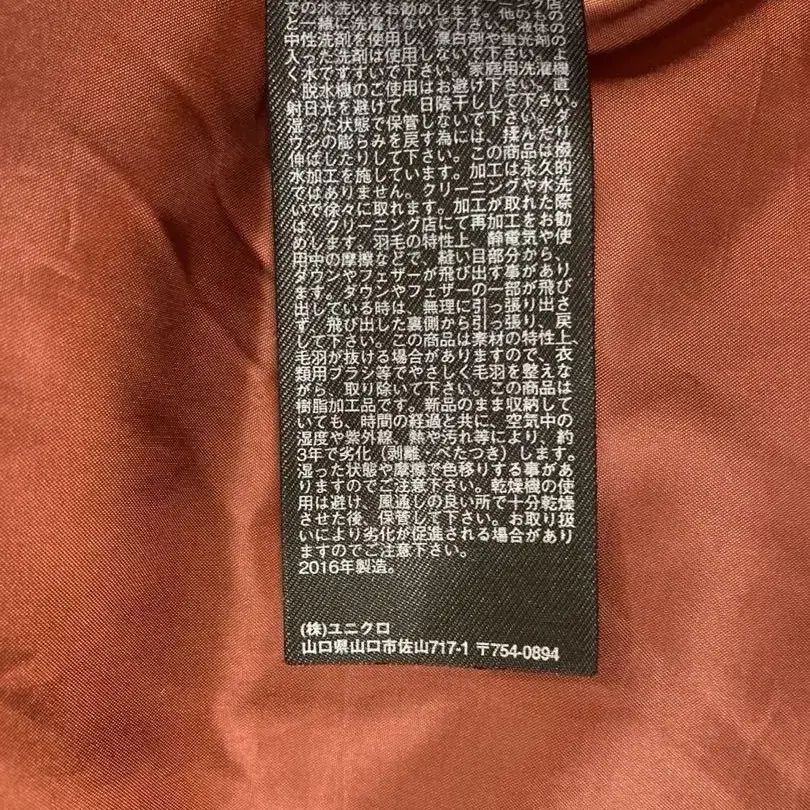 の水洗い
と一緒に洗濯しないで下さい。
中性洗剤を使用し、漂白剤や蛍光剤の
入った洗剤は使用しないで下さい。
く水ですすいで下さい。家庭用洗濯機
・脱水機のご使用はお避け下さい。直
射日光を避けて、日陰干しして下さい。
湿った状態で保管しないで下さい。ダ
ウンの膨らみを戻す為には、揉んだり
伸ばしたりして下さい。この商品は撥
水加工を施しています。加工は永久的
ではありません。クリーニングや水洗
いで徐々に取れます。加工が取れた際
は、クリーニング店にて再加工をお勧
めします。羽毛の特性上、静電気や使
用中の摩擦などで、縫い目部分から、
ダウンやフェザーが飛び出す事があり
ます。ダウンやフェザーの一部が飛び
出している時は、無理に引っ張り出さ
ず、飛び出した裏側から引っ張り、戻
して下さい。この商品は素材の特性上、
毛羽が抜ける場合がありますので、衣
類用ブラシ等でやさしく毛羽を整えな
がら、取り除いて下さい。この商品は
樹脂加工品です。新品のまま収納して
いても、時間の経過と共に、空気中の
湿度や紫外線、熱や汚れ等により、約
3年で劣化(剥離・べたつき)します。
湿った状態や摩擦で色移りする事があ
りますのでご注意下さい。乾燥機の使
用は避け、風通しの良い所で十分乾燥
させた後、保管して下さい。お取り扱
いにより劣化が促進される場合があり
ますのでご注意下さい。
2016年製造。
(株)ユニクロ
山口県山口市佐山717-1 〒754-0894